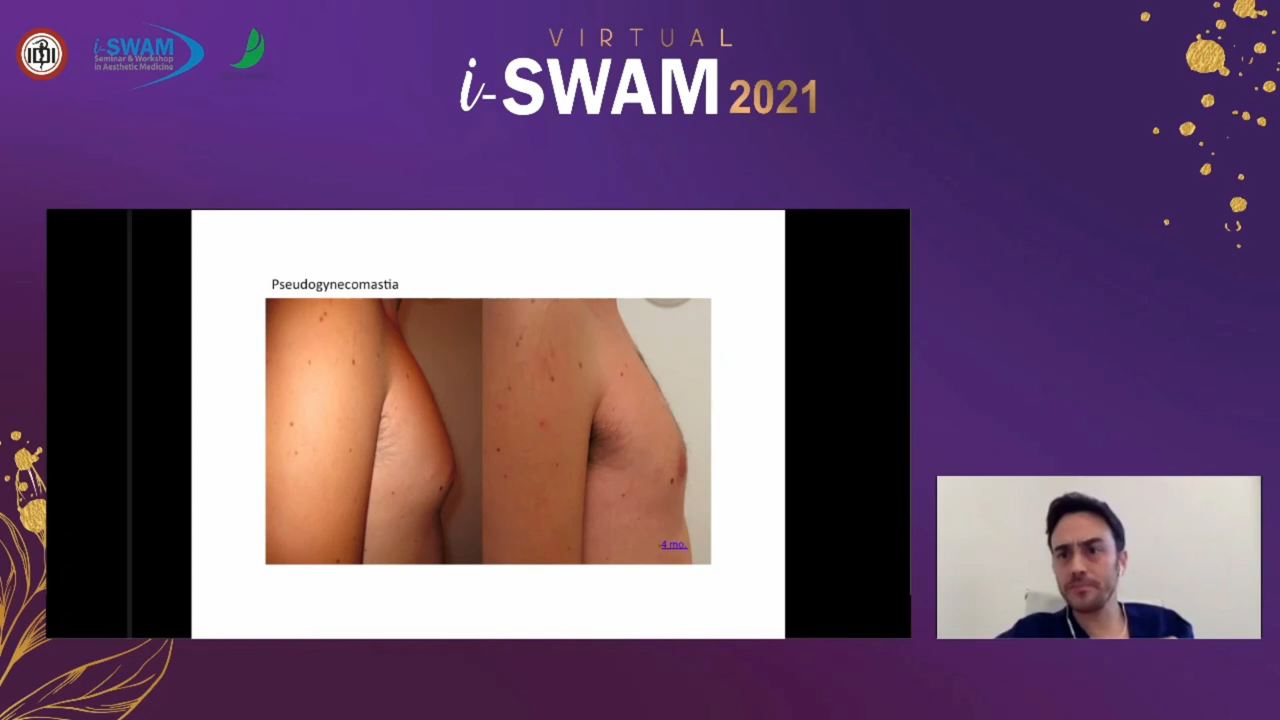 i-SWAM
Seminar & Workshop
in Aesthetic Medicine
VIRTUAL
i-SWAM 2021
Pseudogynecomastia
4 mo.